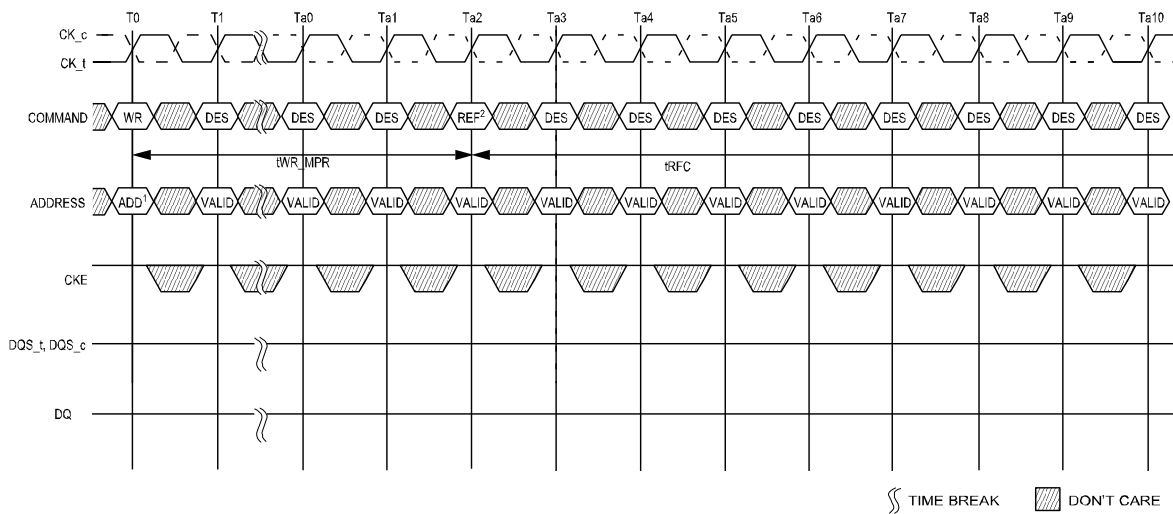 T0 T1 Ta0 Ta1 Ta2 Ta3 Ta4 Ta5 Ta6 Ta7 Ta8 Ta9 Ta10
CK_c
CK_t
COMMAND WR DES DES DES REF2 DES DES DES DES DES DES DES DES
tWR_MPR tRFC
ADDRESS ADD1 VALID VALID VALID VALID VALID VALID VALID VALID VALID VALID VALID VALID
CKE
DQS_t, DQS_c
DQ
TIME BREAK DON'T CARE